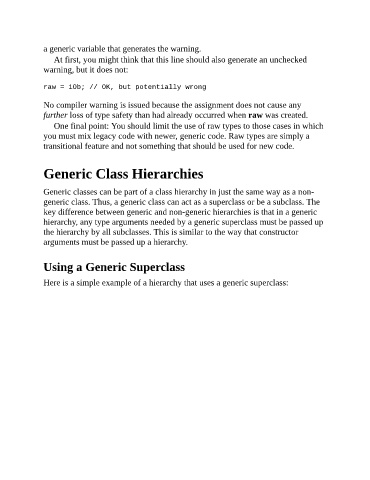 a generic variable that generates the warning.
At first, you might think that this line should also generate an unchecked
warning, but it does not:
raw = iOb; // OK, but potentially wrong
No compiler warning is issued because the assignment does not cause any
further loss of type safety than had already occurred when raw was created.
One final point: You should limit the use of raw types to those cases in which
you must mix legacy code with newer, generic code. Raw types are simply a
transitional feature and not something that should be used for new code.
Generic Class Hierarchies
Generic classes can be part of a class hierarchy in just the same way as a non-
generic class. Thus, a generic class can act as a superclass or be a subclass. The
key difference between generic and non-generic hierarchies is that in a generic
hierarchy, any type arguments needed by a generic superclass must be passed up
the hierarchy by all subclasses. This is similar to the way that constructor
arguments must be passed up a hierarchy.
Using a Generic Superclass
Here is a simple example of a hierarchy that uses a generic superclass: